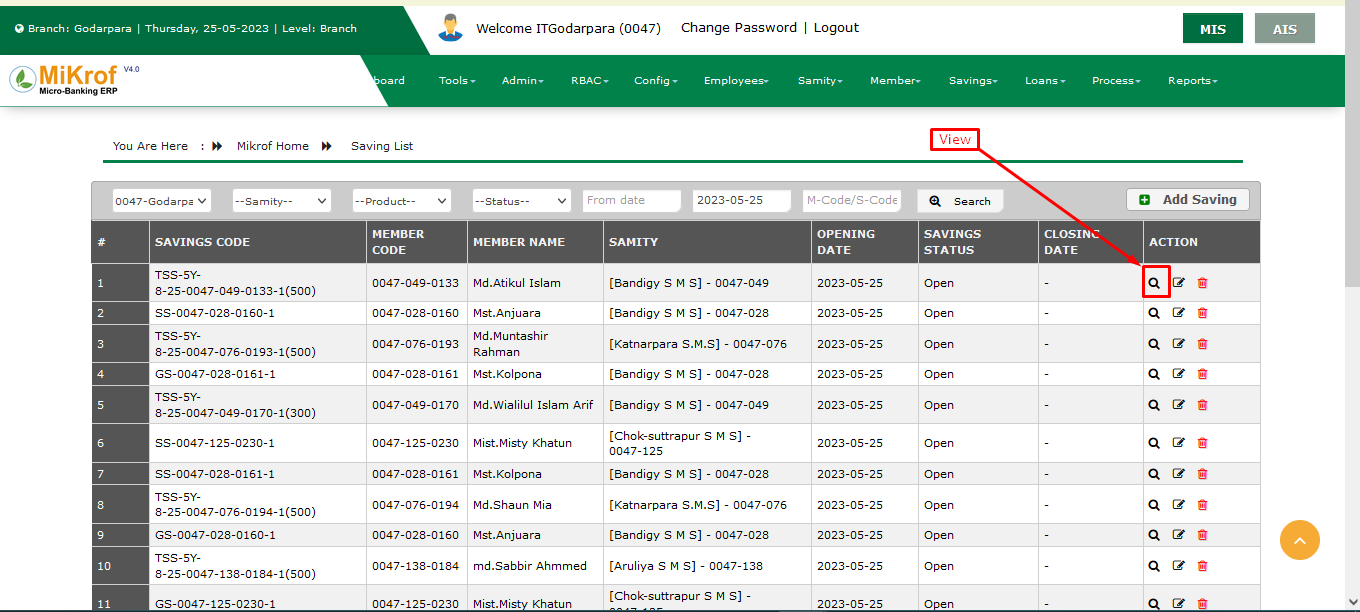 Branch: Godarpara | Thursday, 25-05-2023 | Level: Branch
Welcome ITGodarpara (0047) Change Password | Logout
MIS AIS
MiKrof V4.0
Micro-Banking ERP
board Tools Admin RBAC Config Employees Samity Member Savings Loans Process Reports
You Are Here : Mikrof Home Saving List
View
0047-Godarpa --Samity-- --Product-- --Status-- From date 2023-05-25 M-Code/S-Code Search Add Saving
# SAVINGS CODE MEMBER CODE MEMBER NAME SAMITY OPENING DATE SAVINGS STATUS CLOSING DATE ACTION
1 TSS-5Y-8-25-0047-049-0133-1(500) 0047-049-0133 Md.Atikul Islam [Bandigy S M S] - 0047-049 2023-05-25 Open -
2 SS-0047-028-0160-1 0047-028-0160 Mst.Anjuara [Bandigy S M S] - 0047-028 2023-05-25 Open -
3 TSS-5Y-8-25-0047-076-0193-1(500) 0047-076-0193 Md.Muntashir Rahman [Katnarpara S.M.S] - 0047-076 2023-05-25 Open -
4 GS-0047-028-0161-1 0047-028-0161 Mst.Kolpona [Bandigy S M S] - 0047-028 2023-05-25 Open -
5 TSS-5Y-8-25-0047-049-0170-1(300) 0047-049-0170 Md.Wialilul Islam Arif [Bandigy S M S] - 0047-049 2023-05-25 Open -
6 SS-0047-125-0230-1 0047-125-0230 Mist.Misty Khatun [Chok-suttrapur S M S] - 0047-125 2023-05-25 Open -
7 SS-0047-028-0161-1 0047-028-0161 Mst.Kolpona [Bandigy S M S] - 0047-028 2023-05-25 Open -
8 TSS-5Y-8-25-0047-076-0194-1(500) 0047-076-0194 Md.Shaun Mia [Katnarpara S.M.S] - 0047-076 2023-05-25 Open -
9 GS-0047-028-0160-1 0047-028-0160 Mst.Anjuara [Bandigy S M S] - 0047-028 2023-05-25 Open -
10 TSS-5Y-8-25-0047-138-0184-1(500) 0047-138-0184 md.Sabbir Ahmmed [Aruliya S M S] - 0047-138 2023-05-25 Open -
11 GS-0047-125-0230-1 0047-125-0230 Mist.Misty Khatun [Chok-suttrapur S M S] - 2023-05-25 Open -